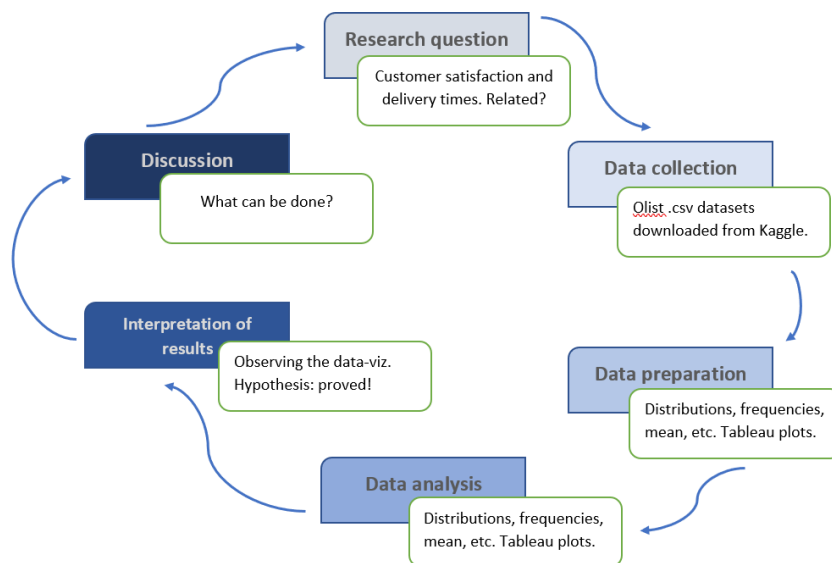 Research question
Customer satisfaction and
delivery times. Related?
Data collection
Olist .csv datasets
downloaded from Kaggle.
Data preparation
Distributions, frequencies,
mean, etc. Tableau plots.
Data analysis
Distributions, frequencies,
mean, etc. Tableau plots.
Interpretation of
results
Observing the data-viz.
Hypothesis: proved!
Discussion
What can be done?